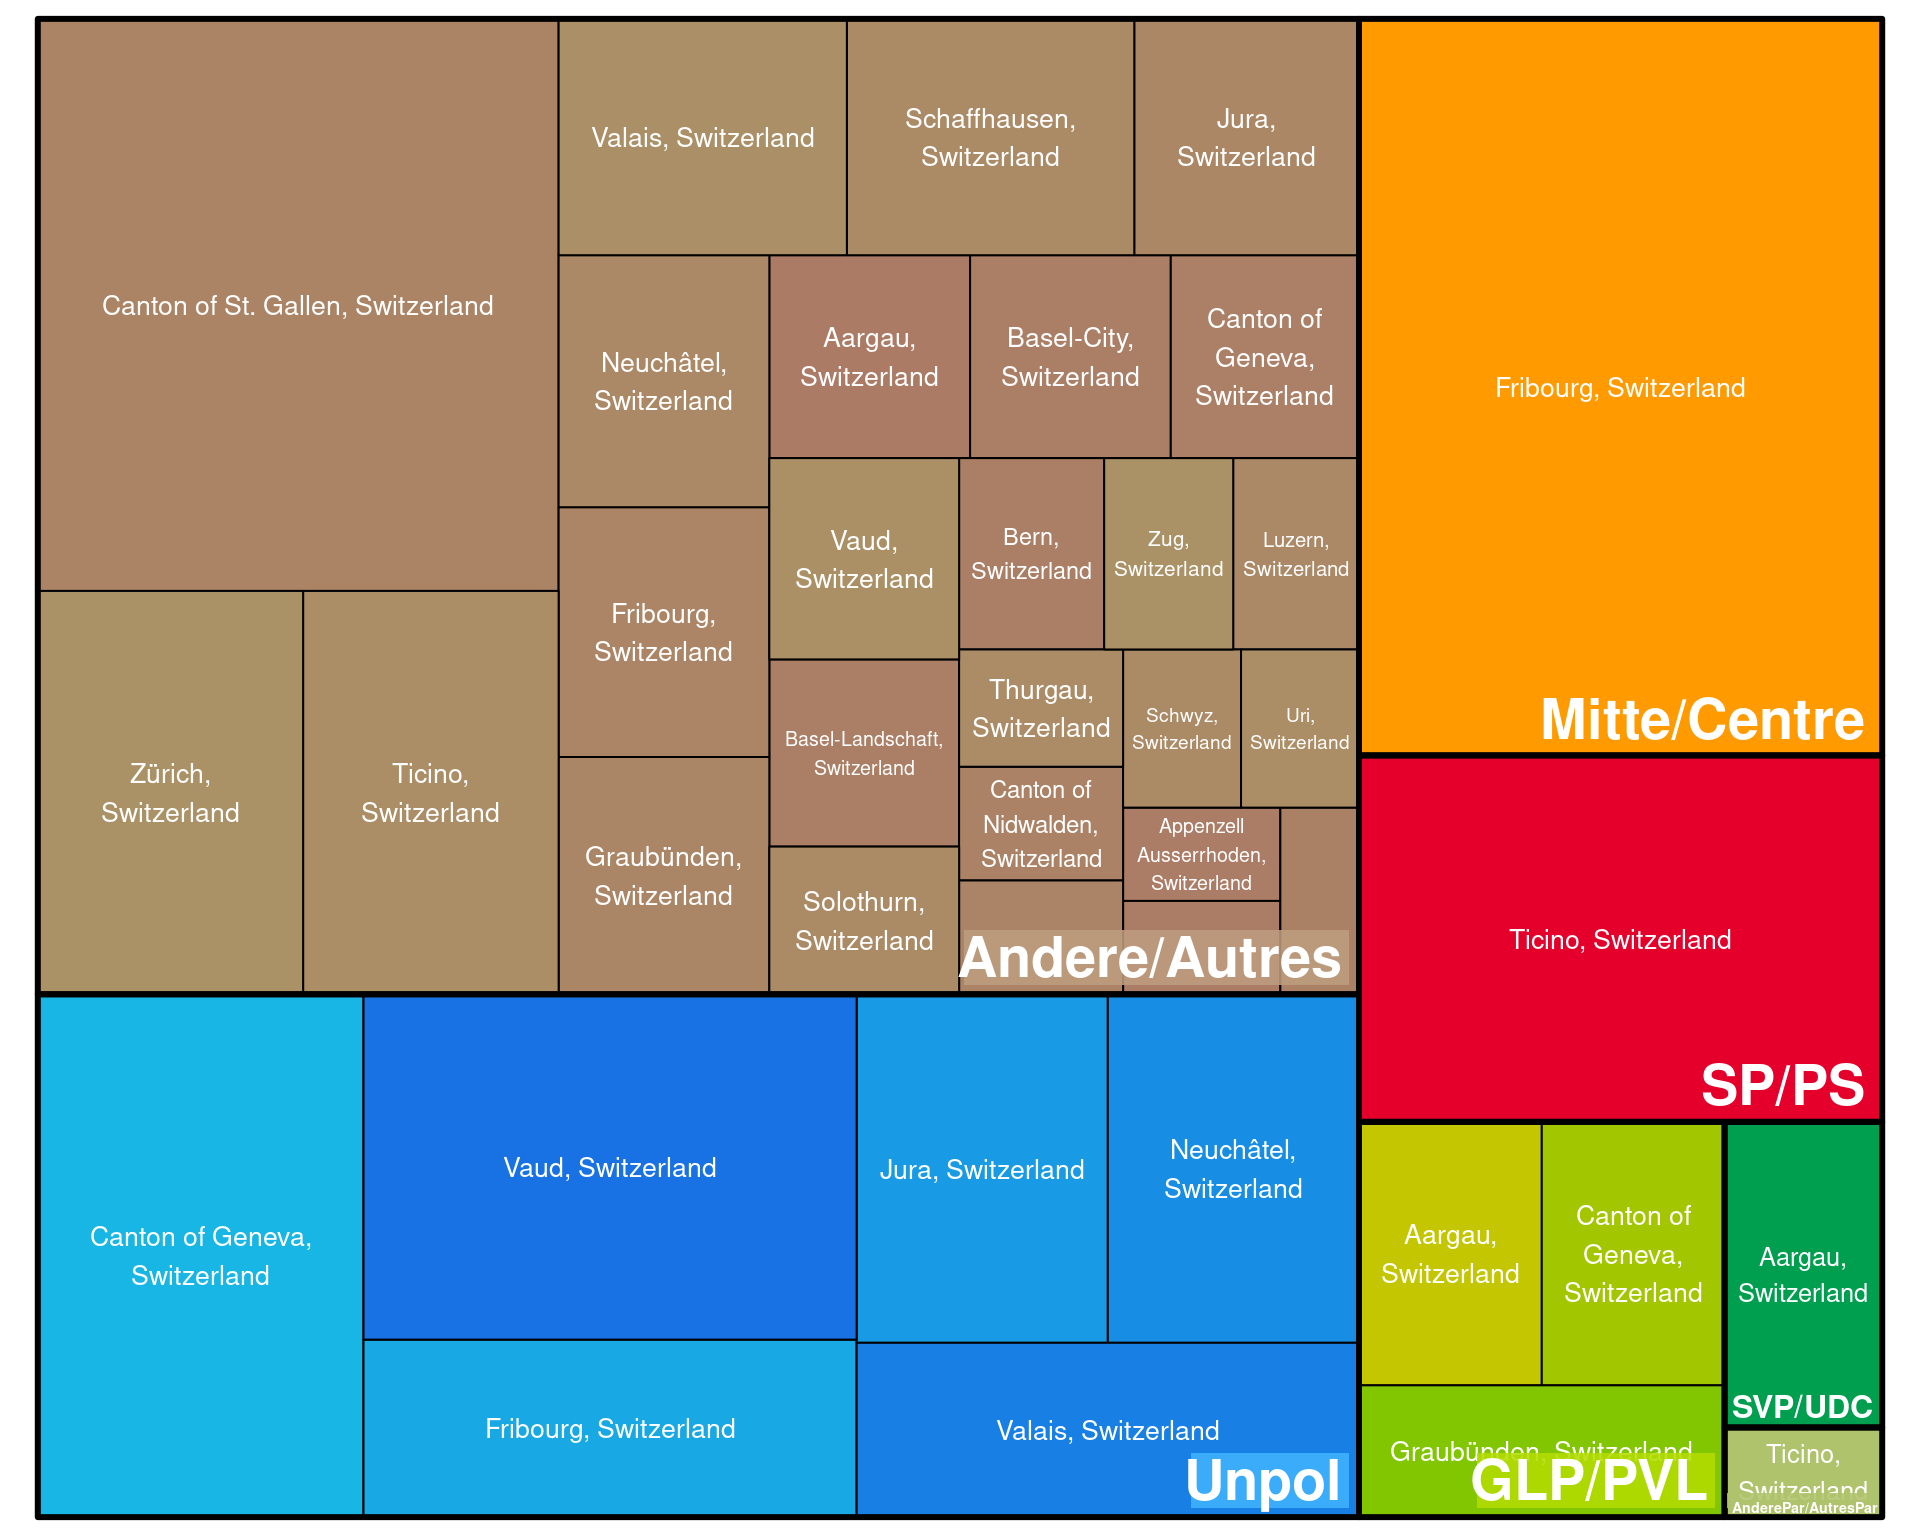 Canton of St. Gallen, Switzerland
Valais, Switzerland
Schaffhausen,
Switzerland
Jura,
Switzerland
Neuchâtel,
Switzerland
Aargau,
Switzerland
Basel-City,
Switzerland
Canton of
Geneva,
Switzerland
Fribourg,
Switzerland
Vaud,
Switzerland
Bern,
Switzerland
Zug,
Switzerland
Luzern,
Switzerland
Zürich,
Switzerland
Ticino,
Switzerland
Graubünden,
Switzerland
Basel-Landschaft,
Switzerland
Solothurn,
Switzerland
Thurgau,
Switzerland
Schwyz,
Switzerland
Uri,
Switzerland
Canton of
Nidwalden,
Switzerland
Appenzell
Ausserrhoden,
Switzerland
Andere/Autres
Fribourg, Switzerland
Mitte/Centre
Ticino, Switzerland
SP/PS
Canton of Geneva,
Switzerland
Vaud, Switzerland
Jura, Switzerland
Neuchâtel,
Switzerland
Fribourg, Switzerland
Valais, Switzerland
Unpol
Aargau,
Switzerland
Canton of
Geneva,
Switzerland
Graubünden, Switzerland
GLP/PVL
Aargau,
Switzerland
SVP/UDC
Ticino,
Switzerland
AnderePar/AutresPar